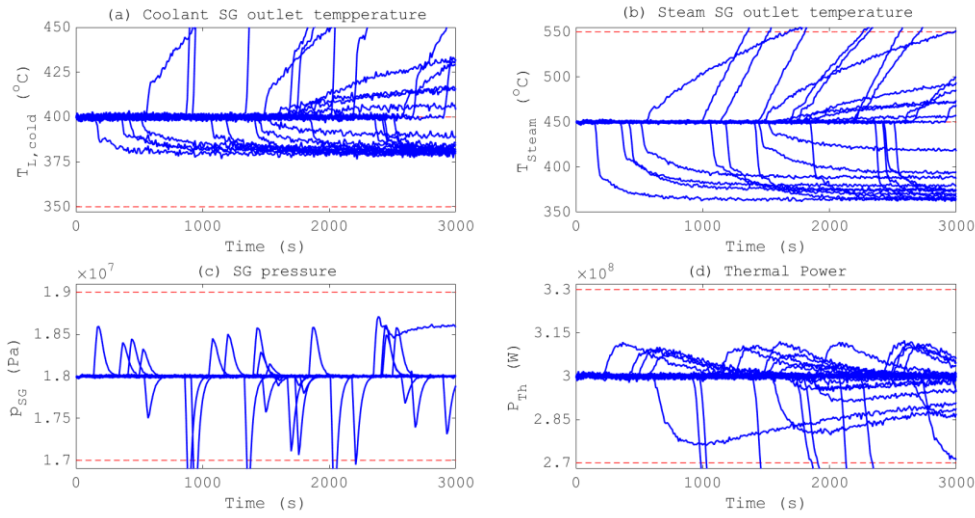 (a) Coolant SG outlet tempperature
450
425
400
375
350
T_L,cold (°C)
0 1000 2000 3000
Time (s)
(b) Steam SG outlet temperature
550
450
400
350
T_Steam (°C)
0 1000 2000 3000
Time (s)
(c) SG pressure
×10^7
1.9
1.85
1.8
1.75
1.7
p_SG (Pa)
0 1000 2000 3000
Time (s)
(d) Thermal Power
×10^8
3.3
3.15
3
2.85
2.7
P_Th (W)
0 1000 2000 3000
Time (s)